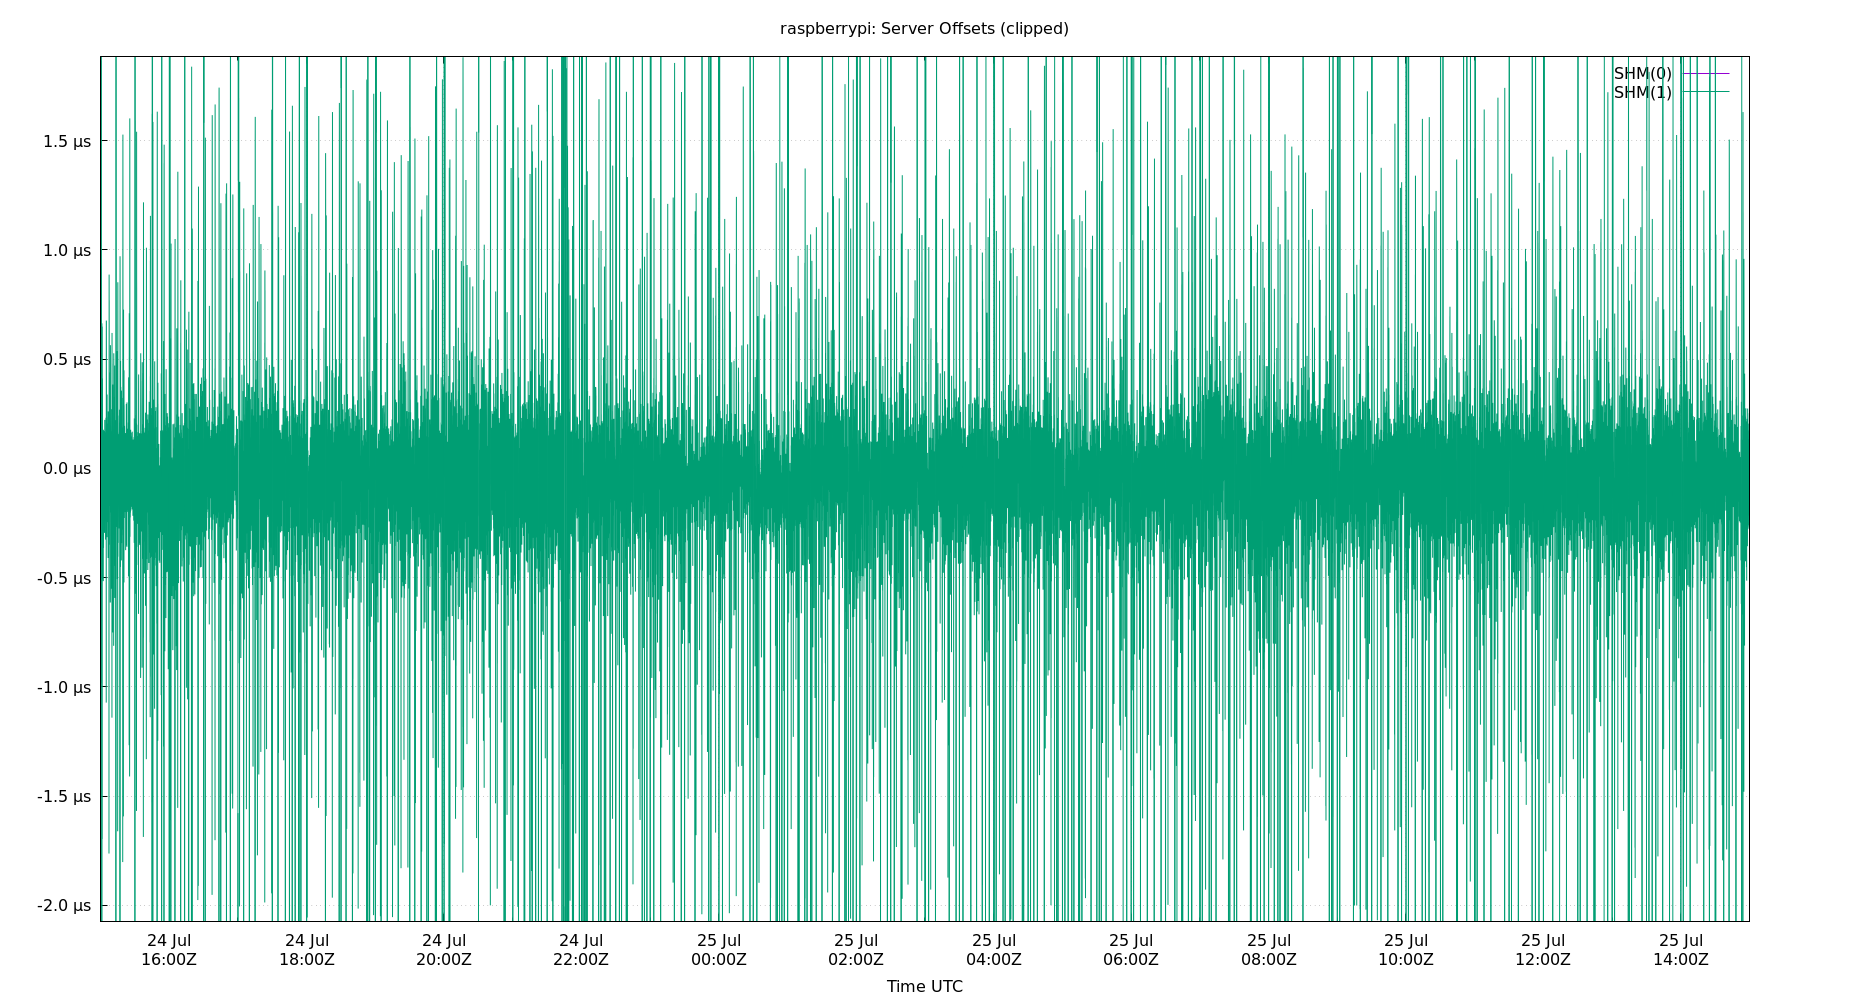 raspberrypi: Server Offsets (clipped)
SHM(0)
SHM(1)
1.5 µs
1.0 µs
0.5 µs
0.0 µs
-0.5 µs
-1.0 µs
-1.5 µs
-2.0 µs
24 Jul 24 Jul 24 Jul 24 Jul 25 Jul 25 Jul 25 Jul 25 Jul 25 Jul 25 Jul 25 Jul 25 Jul
16:00Z 18:00Z 20:00Z 22:00Z 00:00Z 02:00Z 04:00Z 06:00Z 08:00Z 10:00Z 12:00Z 14:00Z
Time UTC